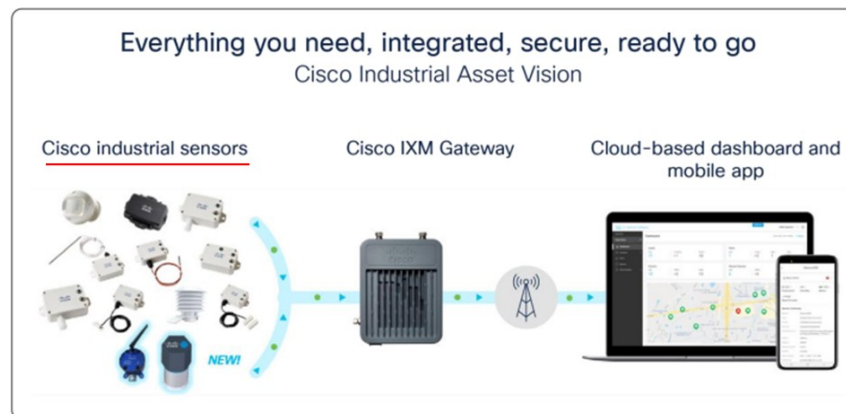 Everything you need, integrated, secure, ready to go
Cisco Industrial Asset Vision
Cisco industrial sensors
Cisco IXM Gateway
Cloud-based dashboard and
mobile app
NEW!